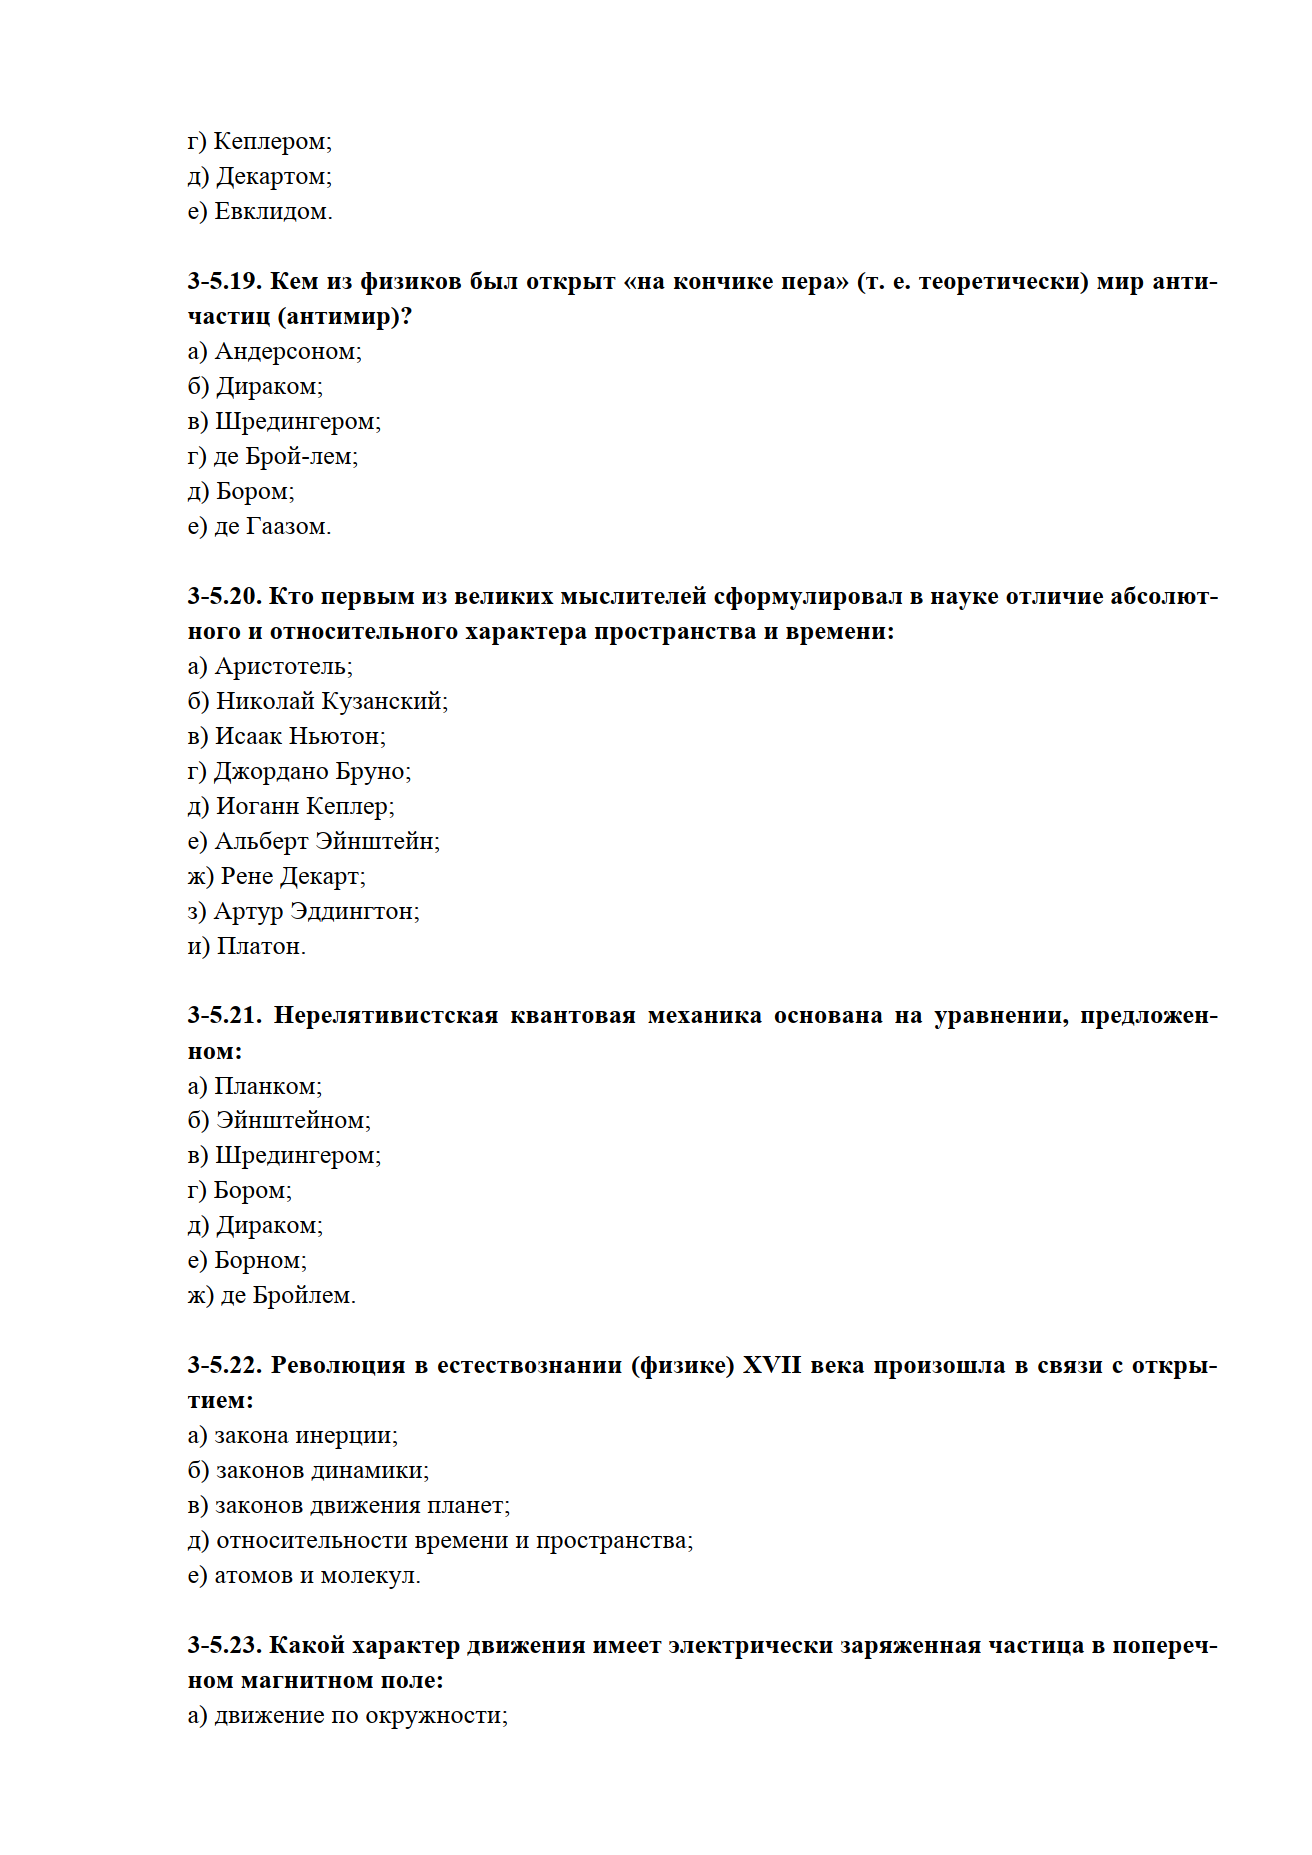 г) Кеплером;
д) Декартом;
е) Евклидом.
3-5.19. Кем из физиков был открыт «на кончике пера» (т. е. теоретически) мир анти-
частиц (антимир)?
а) Андерсоном;
б) Дираком;
в) Шредингером;
г) де Брой-лем;
д) Бором;
е) де Гаазом.
3-5.20. Кто первым из великих мыслителей сформулировал в науке отличие абсолют-
ного и относительного характера пространства и времени:
а) Аристотель;
б) Николай Кузанский;
в) Исаак Ньютон;
г) Джордано Бруно;
д) Иоганн Кеплер;
е) Альберт Эйнштейн;
ж) Рене Декарт;
з) Артур Эддингтон;
и) Платон.
3-5.21. Нерелятивистская квантовая механика основана на уравнении, предложен-
ном:
а) Планком;
б) Эйнштейном;
в) Шредингером;
г) Бором;
д) Дираком;
е) Борном;
ж) де Бройлем.
3-5.22. Революция в естествознании (физике) XVII века произошла в связи с откры-
тием:
а) закона инерции;
б) законов динамики;
в) законов движения планет;
д) относительности времени и пространства;
е) атомов и молекул.
3-5.23. Какой характер движения имеет электрически заряженная частица в попереч-
ном магнитном поле:
а) движение по окружности;